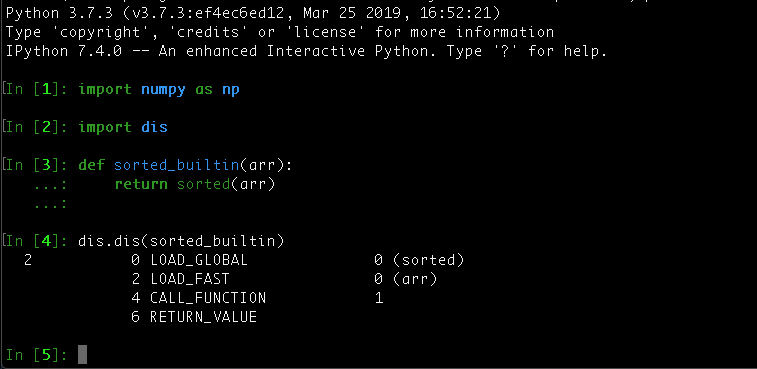 Python 3.7.3 (v3.7.3:ef4ec6ed12, Mar 25 2019, 16:52:21)
Type 'copyright', 'credits' or 'license' for more information
IPython 7.4.0 -- An enhanced Interactive Python. Type '?' for help.
[In [1]: import numpy as np
[In [2]: import dis
[In [3]: def sorted_builtin(arr):
   ...:     return sorted(arr)
   ...:
[In [4]: dis.dis(sorted_builtin)
  2           0 LOAD_GLOBAL              0 (sorted)
              2 LOAD_FAST                0 (arr)
              4 CALL_FUNCTION            1
              6 RETURN_VALUE
In [5]: